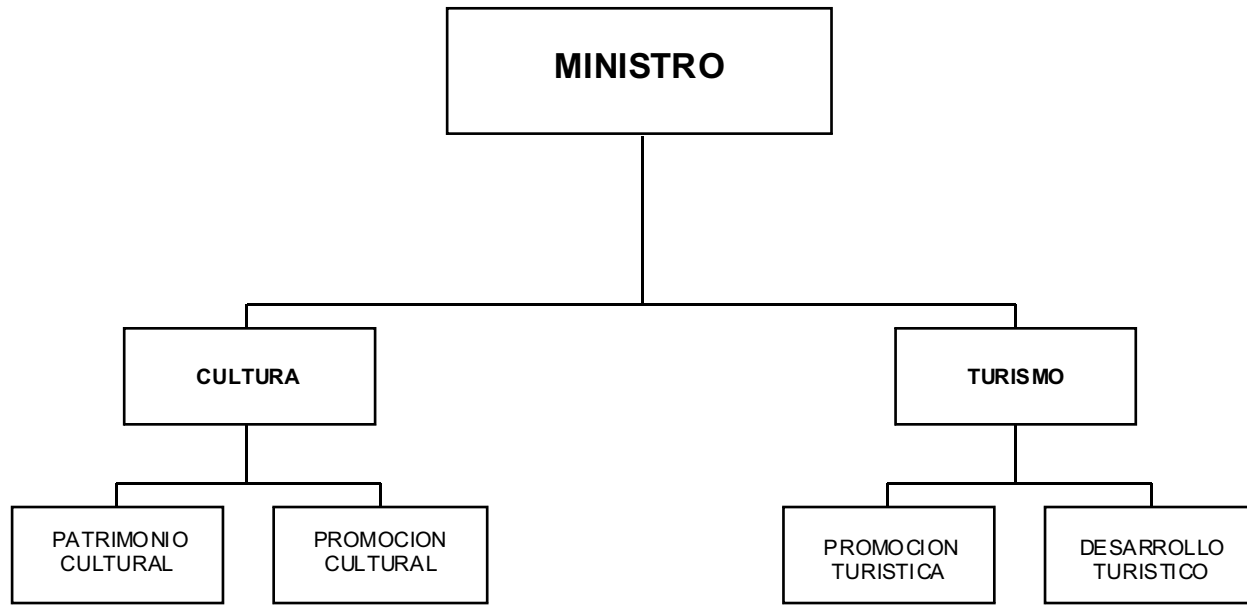 MINISTRO
CULTURA
TURISMO
PATRIMONIO
CULTURAL
PROMOCION
CULTURAL
PROMOCION
TURISTICA
DESARROLLO
TURISTICO